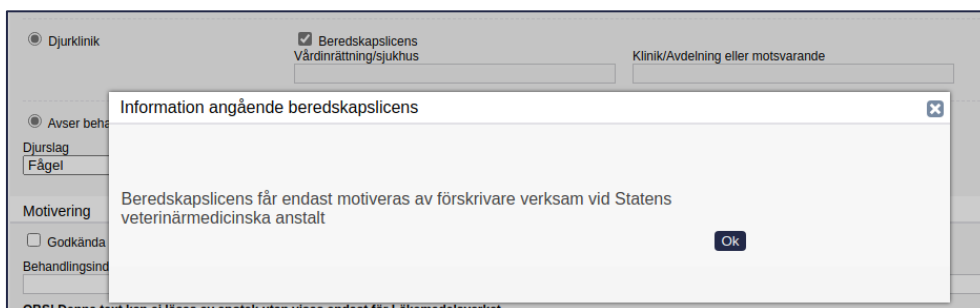 Djurklinik
Beredskapslicens
Vårdinrättning/sjukhus
Klinik/Avdelning eller motsvarande
Information angående beredskapslicens
Avser beha
Djurslag
Fågel
Beredskapslicens får endast motiveras av förskrivare verksam vid Statens
veterinärmedicinska anstalt
Ok
Motivering
Godkända
Behandlingsind